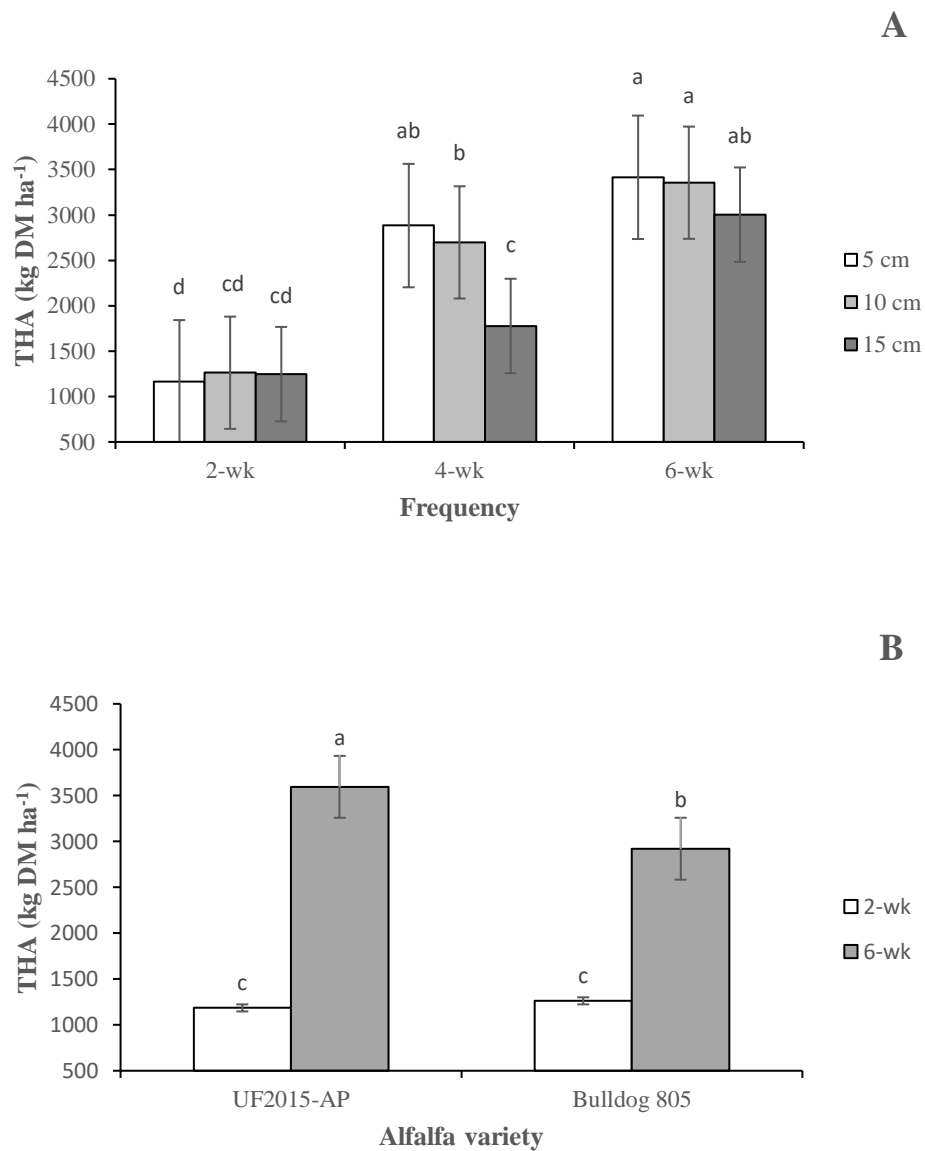 A
4500
4000
3500
3000
2500
2000
1500
1000
500
THA (kg DM ha-1)
a
a
ab
ab
b
c
d
cd
cd
5 cm
10 cm
15 cm
2-wk
4-wk
6-wk
Frequency
B
4500
4000
3500
3000
2500
2000
1500
1000
500
THA (kg DM ha-1)
a
b
c
c
2-wk
6-wk
UF2015-AP
Bulldog 805
Alfalfa variety